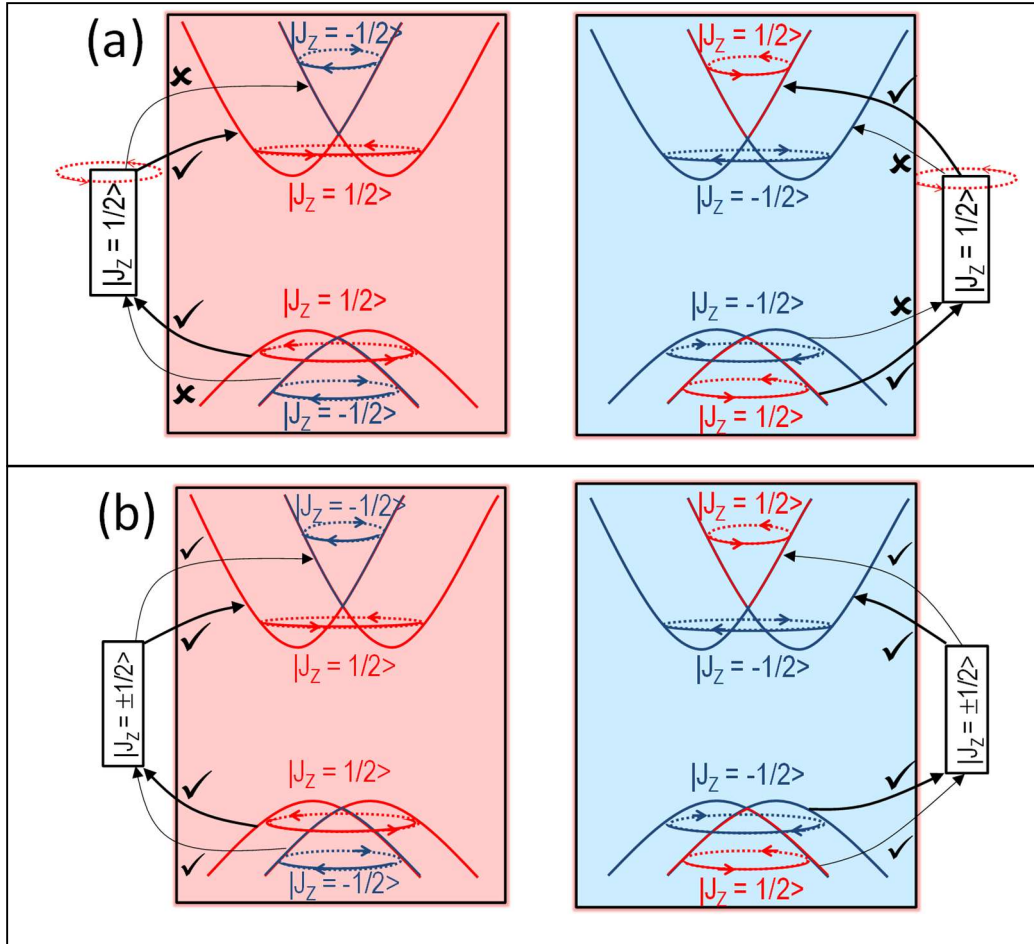 (a)
|J_Z = -1/2>
|J_Z = 1/2>
✘
✓
|J_Z = 1/2>
|J_Z = 1/2>
✓
✘
|J_Z = 1/2>
|J_Z = -1/2>
|J_Z = 1/2>
✓
✘
|J_Z = -1/2>
|J_Z = 1/2>
|J_Z = -1/2>
✘
✓
|J_Z = 1/2>
(b)
|J_Z = -1/2>
✓
✓
|J_Z = ±1/2>
|J_Z = 1/2>
|J_Z = 1/2>
✓
✓
|J_Z = -1/2>
|J_Z = 1/2>
✓
✓
|J_Z = -1/2>
|J_Z = ±1/2>
|J_Z = -1/2>
✓
✓
|J_Z = 1/2>